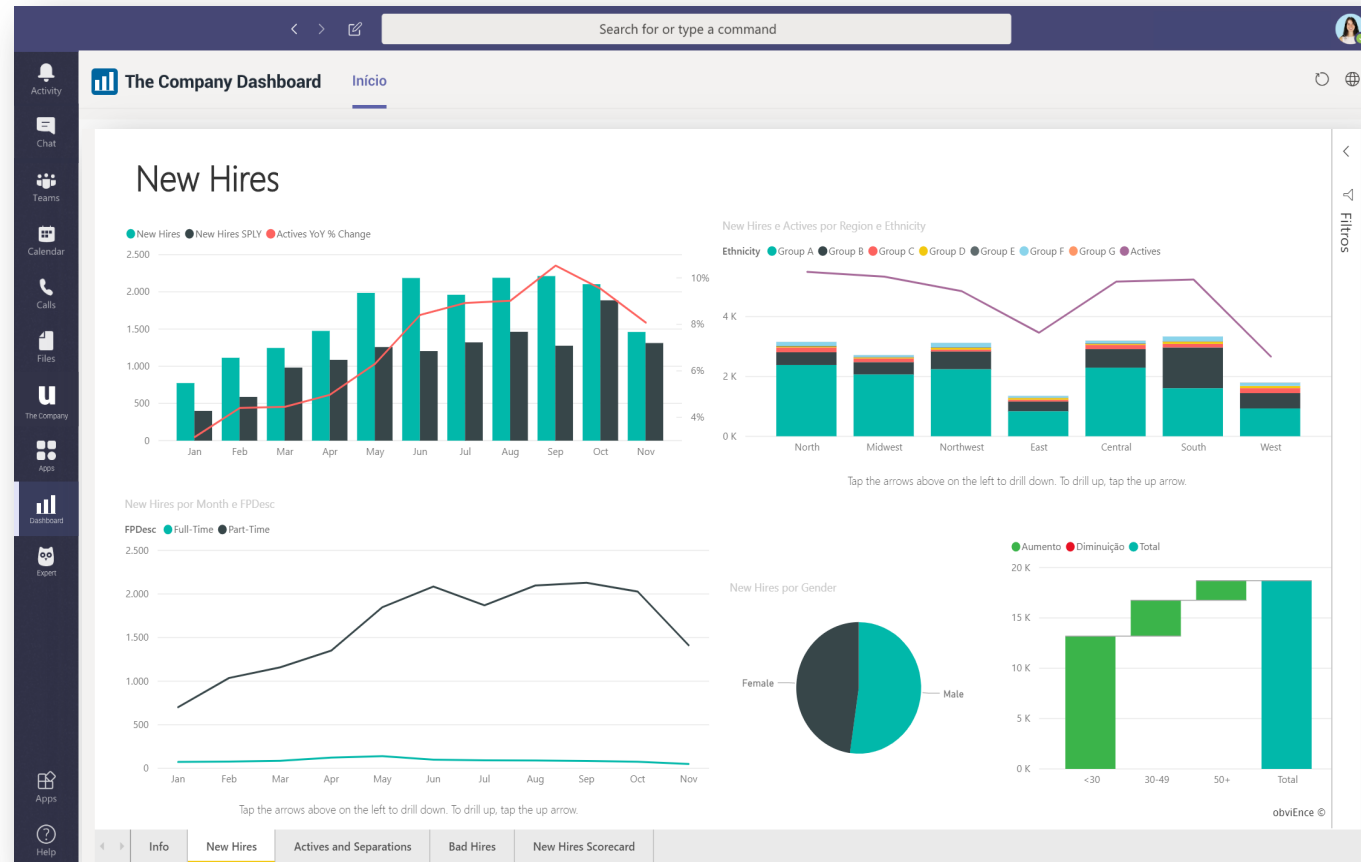 Search for or type a command
Activity
Chat
Teams
Calendar
Calls
Files
The Company
Apps
Dashboard
Expert
Apps
Help
The Company Dashboard Início
New Hires
New Hires New Hires SPLY Actives YoY % Change
2.500
2.000
1.500
1.000
500
0
10%
8%
6%
4%
Jan Feb Mar Apr May Jun Jul Aug Sep Oct Nov
New Hires e Actives por Region e Ethnicity
Ethnicity Group A Group B Group C Group D Group E Group F Group G Actives
4 K
2 K
0 K
North Midwest Northwest East Central South West
Tap the arrows above on the left to drill down. To drill up, tap the up arrow.
New Hires por Month e FPDesc
FPDesc Full-Time Part-Time
2.500
2.000
1.500
1.000
500
0
Jan Feb Mar Apr May Jun Jul Aug Sep Oct Nov
Tap the arrows above on the left to drill down. To drill up, tap the up arrow.
New Hires por Gender
Female
Male
Aumento Diminuição Total
20 K
15 K
10 K
5 K
0 K
<30 30-49 50+ Total
obviEnce ©
Filtros
Info New Hires Actives and Separations Bad Hires New Hires Scorecard